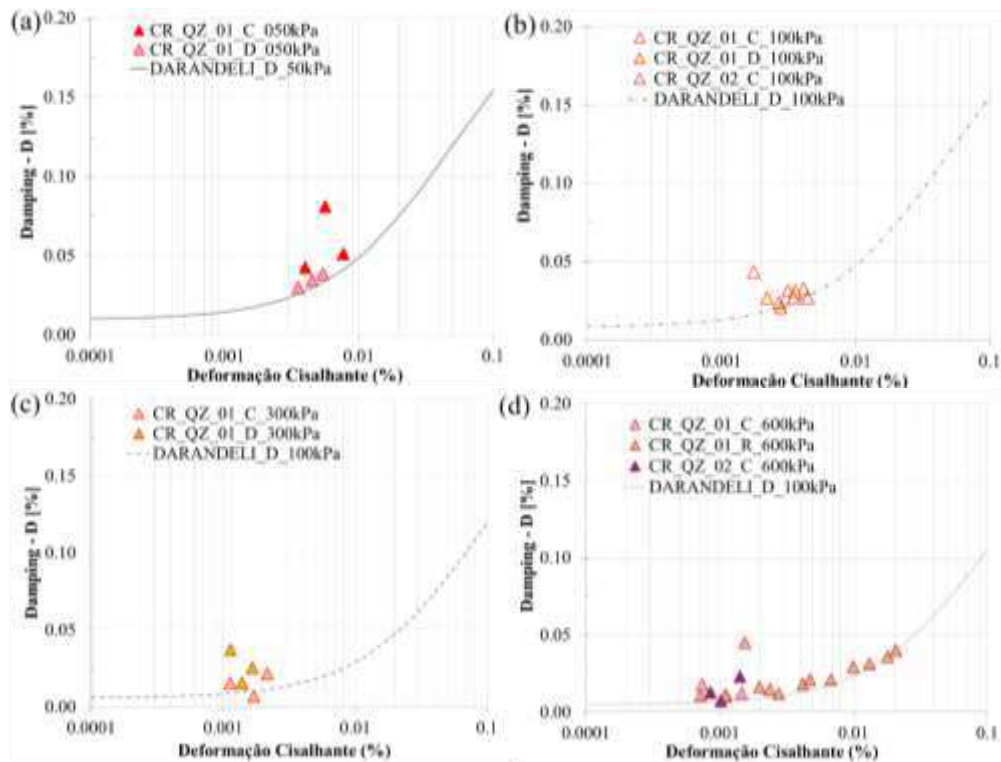 (a)
0.20
0.15
0.10
0.05
0.00
Damping - D [%]
CR_QZ_01_C_050kPa
CR_QZ_01_D_050kPa
DARANDELI_D_50kPa
0.0001
0.001
0.01
0.1
Deformação Cisalhante (%)
(b)
0.20
0.15
0.10
0.05
0.00
Damping - D [%]
CR_QZ_01_C_100kPa
CR_QZ_01_D_100kPa
CR_QZ_02_C_100kPa
DARANDELI_D_100kPa
0.0001
0.001
0.01
0.1
Deformação Cisalhante (%)
(c)
0.20
0.15
0.10
0.05
0.00
Damping - D [%]
CR_QZ_01_C_300kPa
CR_QZ_01_D_300kPa
DARANDELI_D_100kPa
0.0001
0.001
0.01
0.1
Deformação Cisalhante (%)
(d)
0.20
0.15
0.10
0.05
0.00
Damping - D [%]
CR_QZ_01_C_600kPa
CR_QZ_01_R_600kPa
CR_QZ_02_C_600kPa
DARANDELI_D_100kPa
0.0001
0.001
0.01
0.1
Deformação Cisalhante (%)